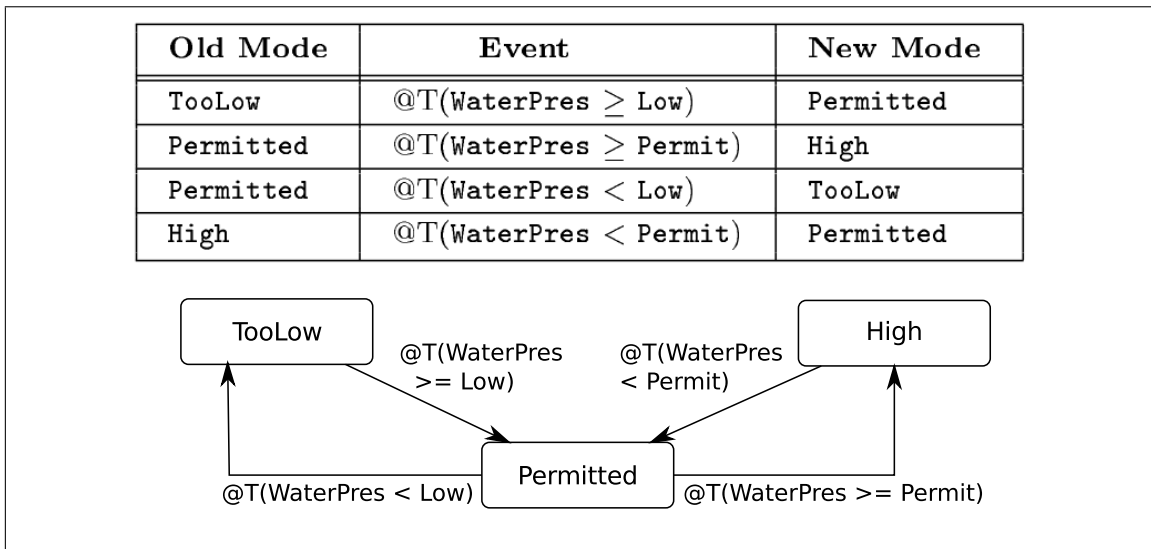 Old Mode Event New Mode
TooLow @T(WaterPres ≥ Low) Permitted
Permitted @T(WaterPres ≥ Permit) High
Permitted @T(WaterPres < Low) TooLow
High @T(WaterPres < Permit) Permitted
TooLow
High
@T(WaterPres
>= Low)
@T(WaterPres
< Permit)
Permitted
@T(WaterPres < Low)
@T(WaterPres >= Permit)